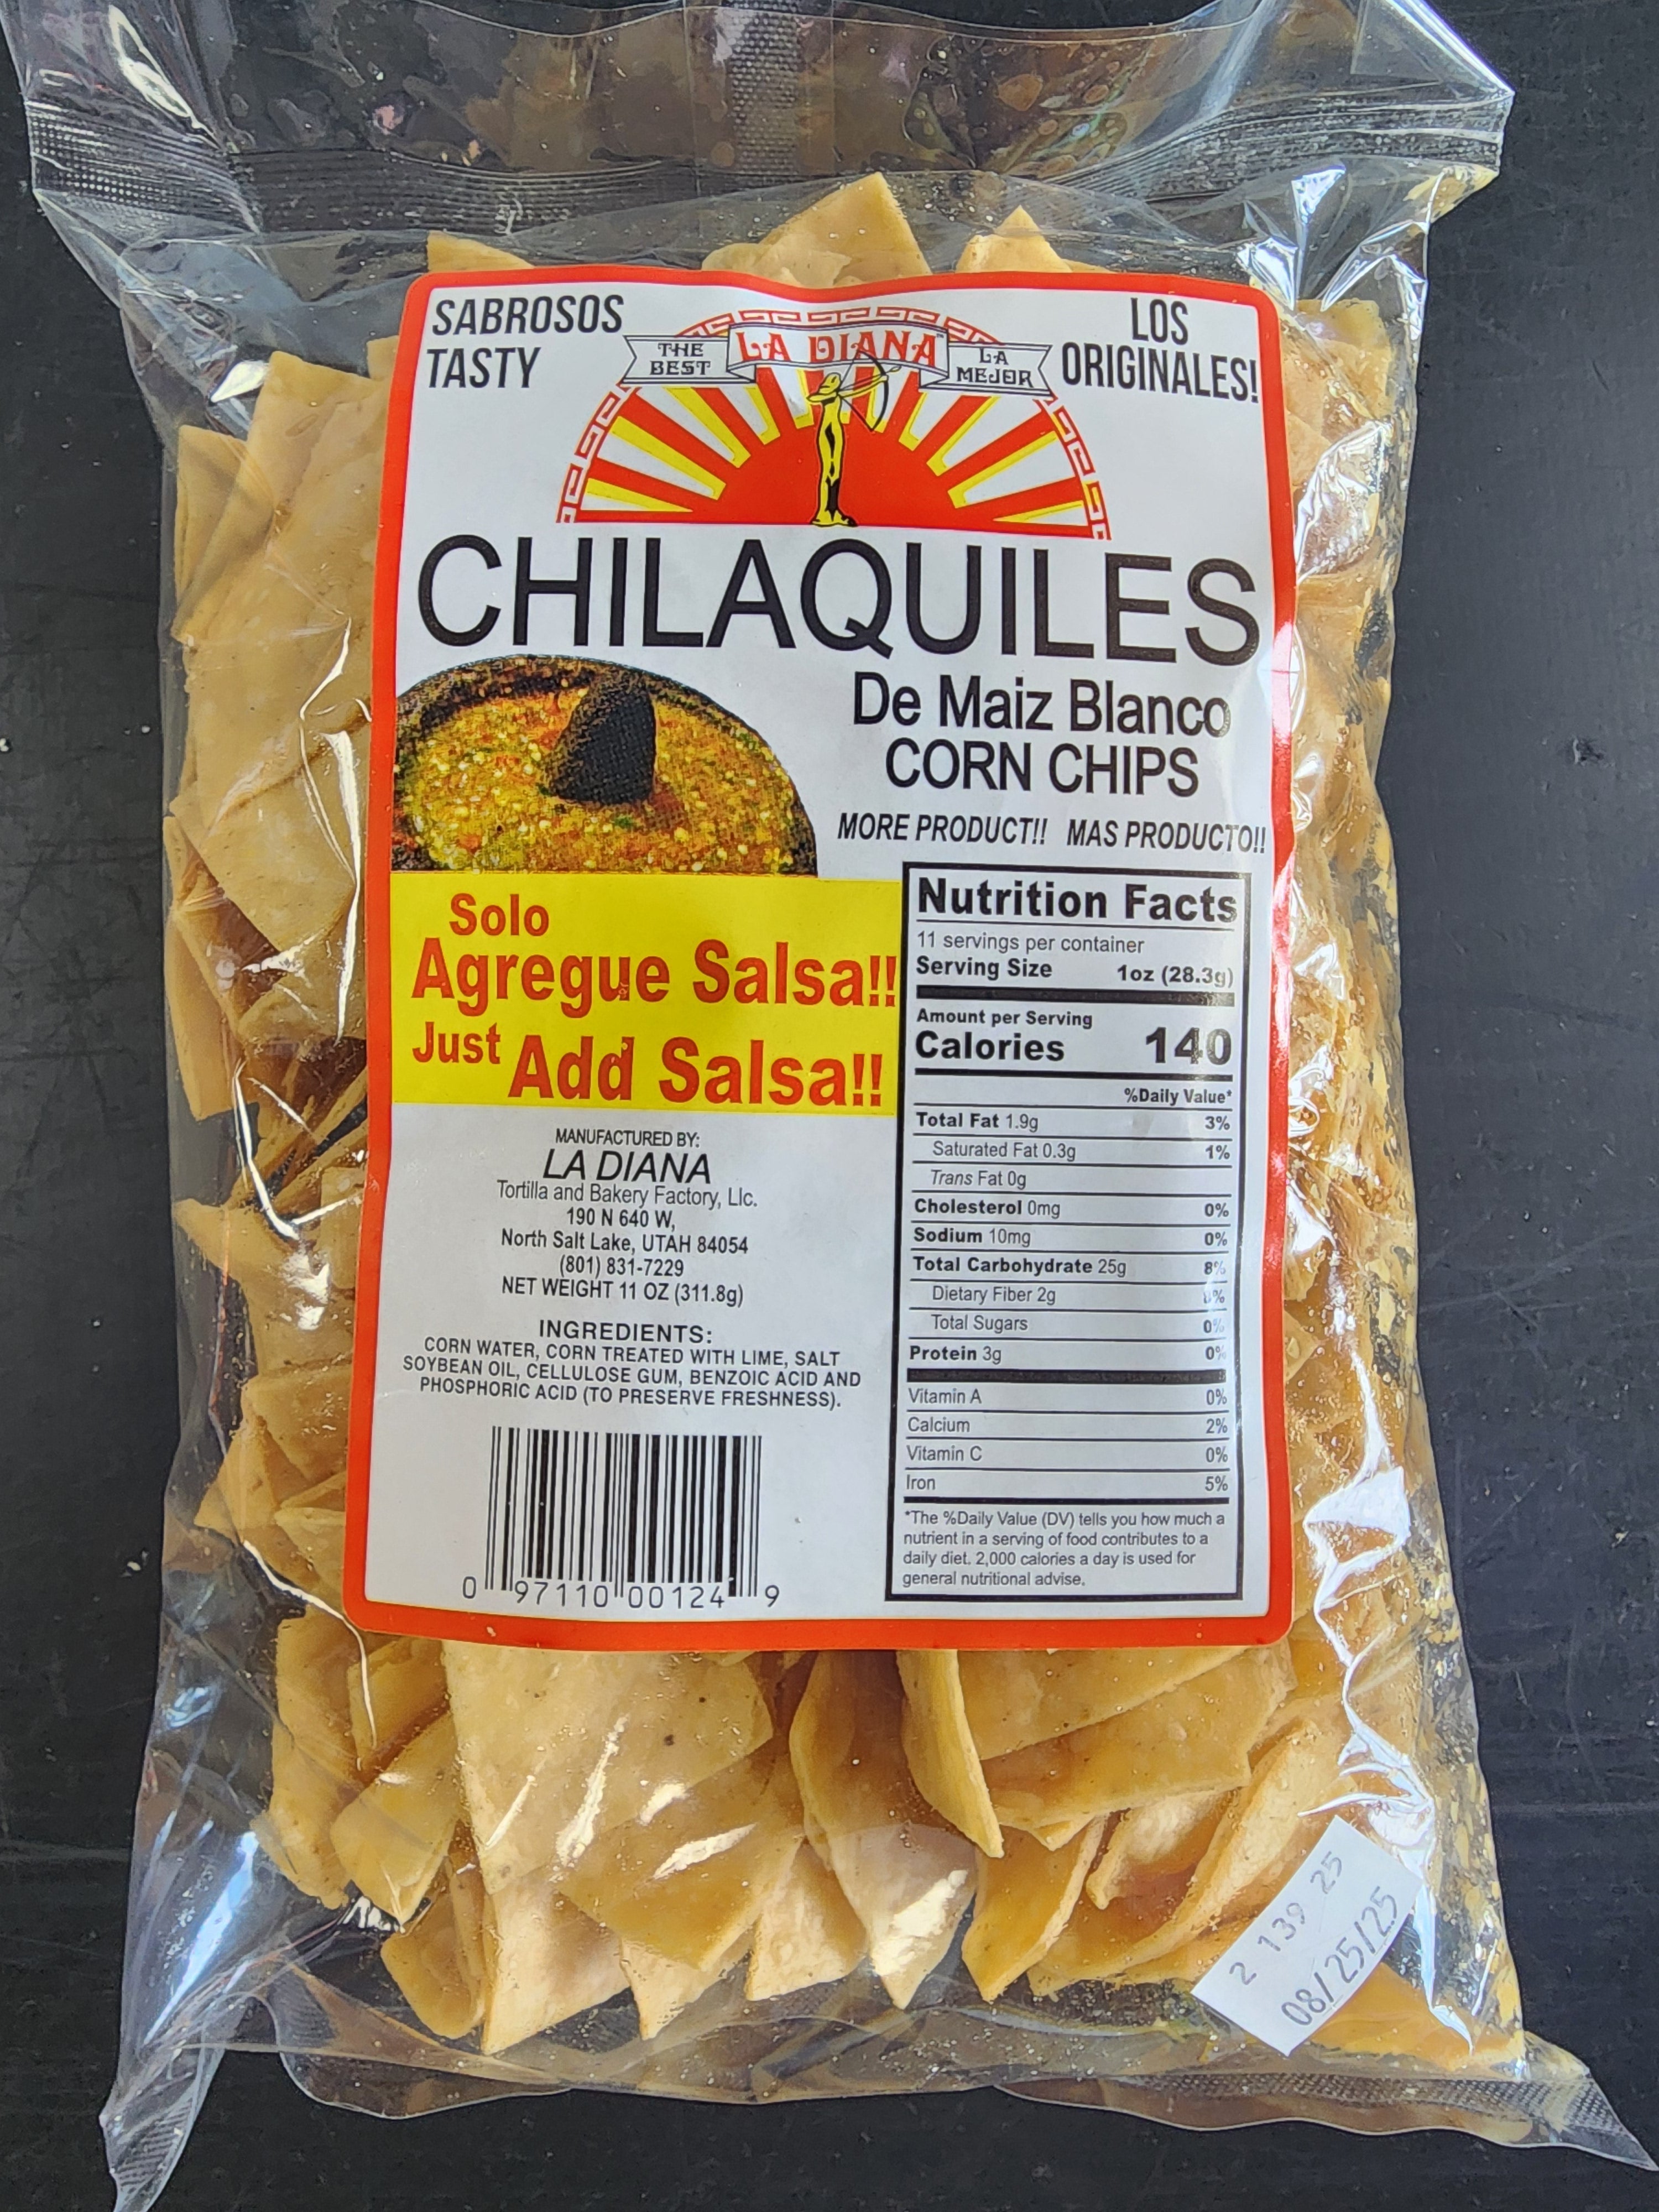 SABROSOS
TASTY
THE
BEST
LA DIANA
LA
MEJOR
LOS
ORIGINALES!
CHILAQUILES
De Maiz Blanco
CORN CHIPS
MORE PRODUCT!! MAS PRODUCTO!!
Solo
Agregue Salsa!!
Just Add Salsa!!
MANUFACTURED BY:
LA DIANA
Tortilla and Bakery Factory, Llc.
190 N 640 W,
North Salt Lake, UTAH 84054
(801) 831-7229
NET WEIGHT 11 OZ (311.8g)
INGREDIENTS:
CORN WATER, CORN TREATED WITH LIME, SALT
SOYBEAN OIL, CELLULOSE GUM, BENZOIC ACID AND
PHOSPHORIC ACID (TO PRESERVE FRESHNESS).
0 97110 00124 9
Nutrition Facts
11 servings per container
Serving Size 1oz (28.3g)
Amount per Serving
Calories 140
%Daily Value*
Total Fat 1.9g 3%
Saturated Fat 0.3g 1%
Trans Fat 0g
Cholesterol 0mg 0%
Sodium 10mg 0%
Total Carbohydrate 25g 8%
Dietary Fiber 2g
Total Sugars 0%
Protein 3g 0%
Vitamin A 0%
Calcium 2%
Vitamin C 0%
Iron 5%
*The %Daily Value (DV) tells you how much a
nutrient in a serving of food contributes to a
daily diet. 2,000 calories a day is used for
general nutritional advise.
2 139 25
08/25/25